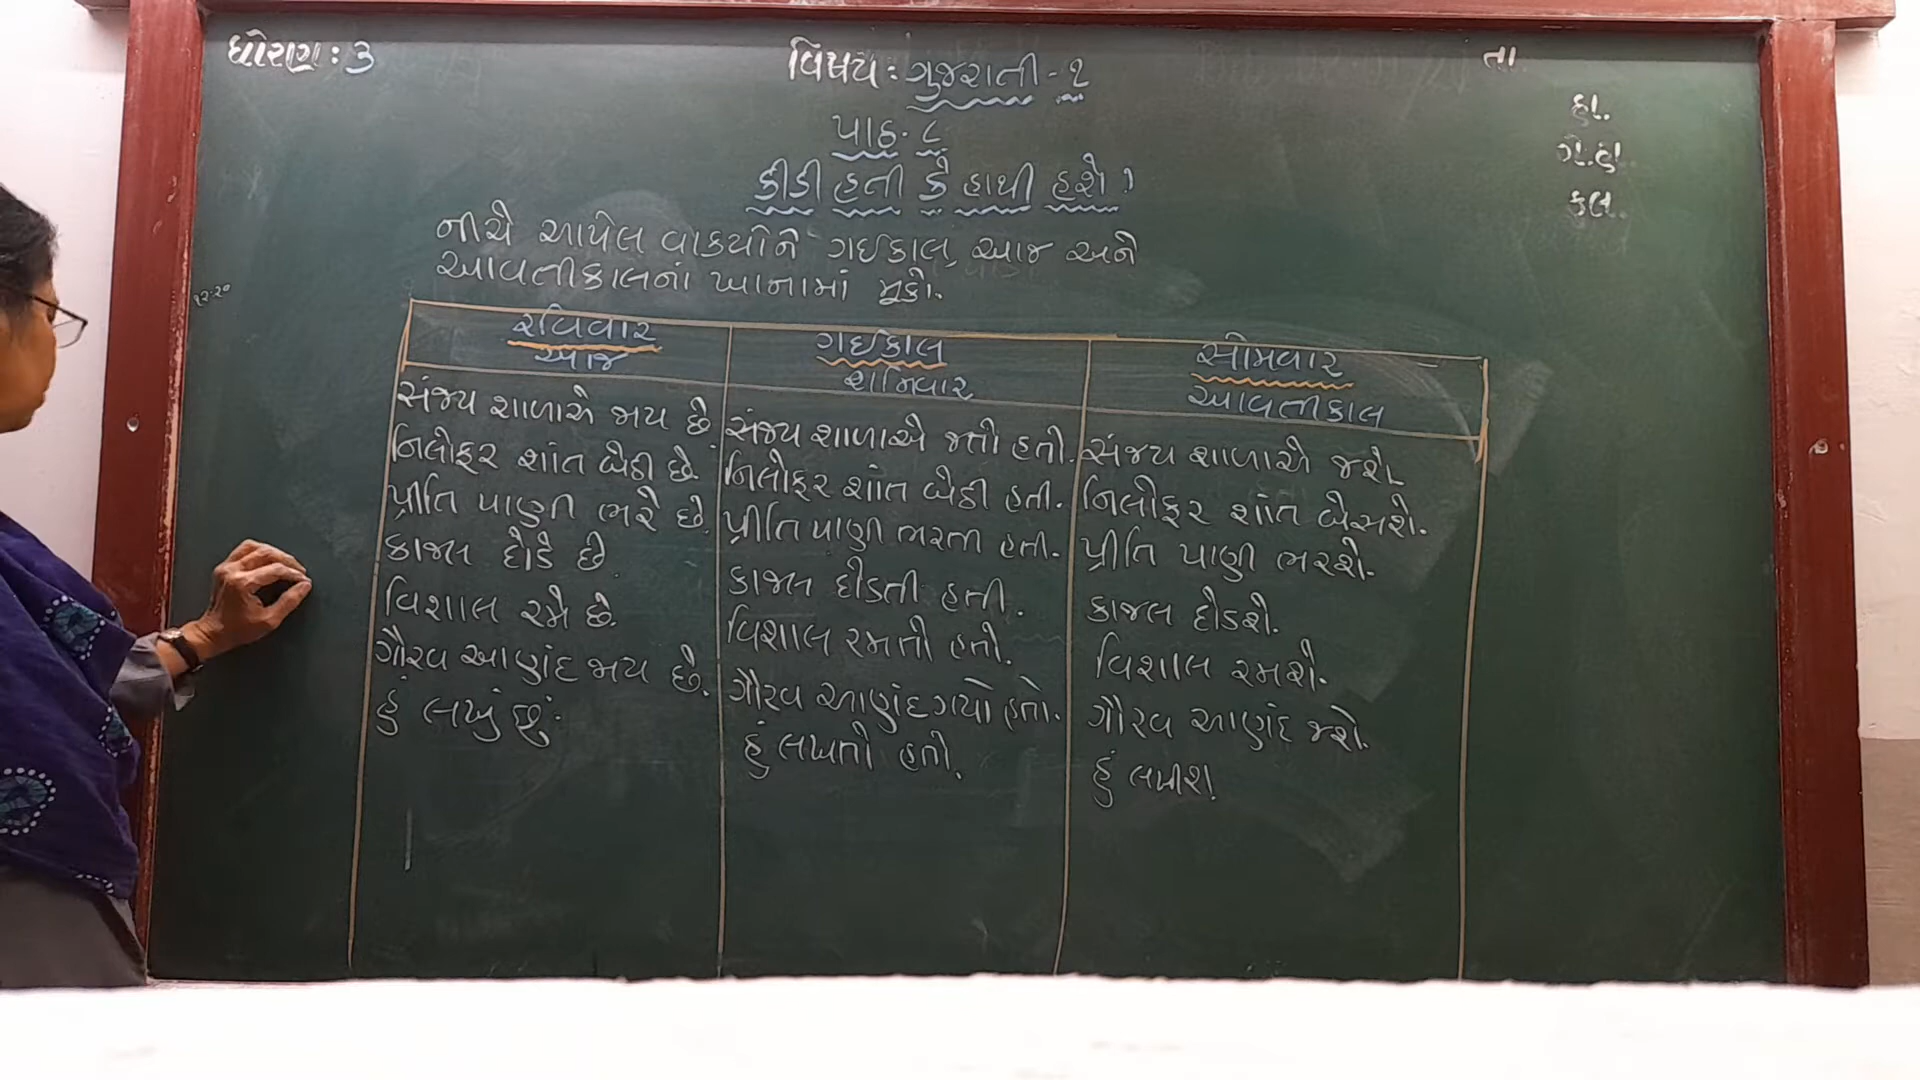 ધોરણ : ૩
વિષય : ગુજરાતી - ૧
તા.
પાઠ. ૮
હા.
ગે.હા.
કુલ.
કીડી હતી કે હાથી હશે !
નીચે આપેલ વાક્યોને ગઈકાલ, આજ અને
આવતીકાલનાં ખાનામાં મૂકો.
૧૨:૨૦
રવિવાર
આજ
ગઈકાલ
શનિવાર
સોમવાર
આવતીકાલ
સંજય શાળાએ જાય છે.
નિલોફર શાંત બેઠી છે.
પ્રીતિ પાણી ભરે છે.
કાજલ દોડે છે.
વિશાલ રમે છે.
ગૌરવ આણંદ જાય છે.
હું લખું છું.
સંજય શાળાએ જતો હતો.
નિલોફર શાંત બેઠી હતી.
પ્રીતિ પાણી ભરતી હતી.
કાજલ દોડતી હતી.
વિશાલ રમતો હતો.
ગૌરવ આણંદ ગયો હતો.
હું લખતો હતો.
સંજય શાળાએ જશે.
નિલોફર શાંત બેસશે.
પ્રીતિ પાણી ભરશે.
કાજલ દોડશે.
વિશાલ રમશે.
ગૌરવ આણંદ જશે.
હું લખીશ.